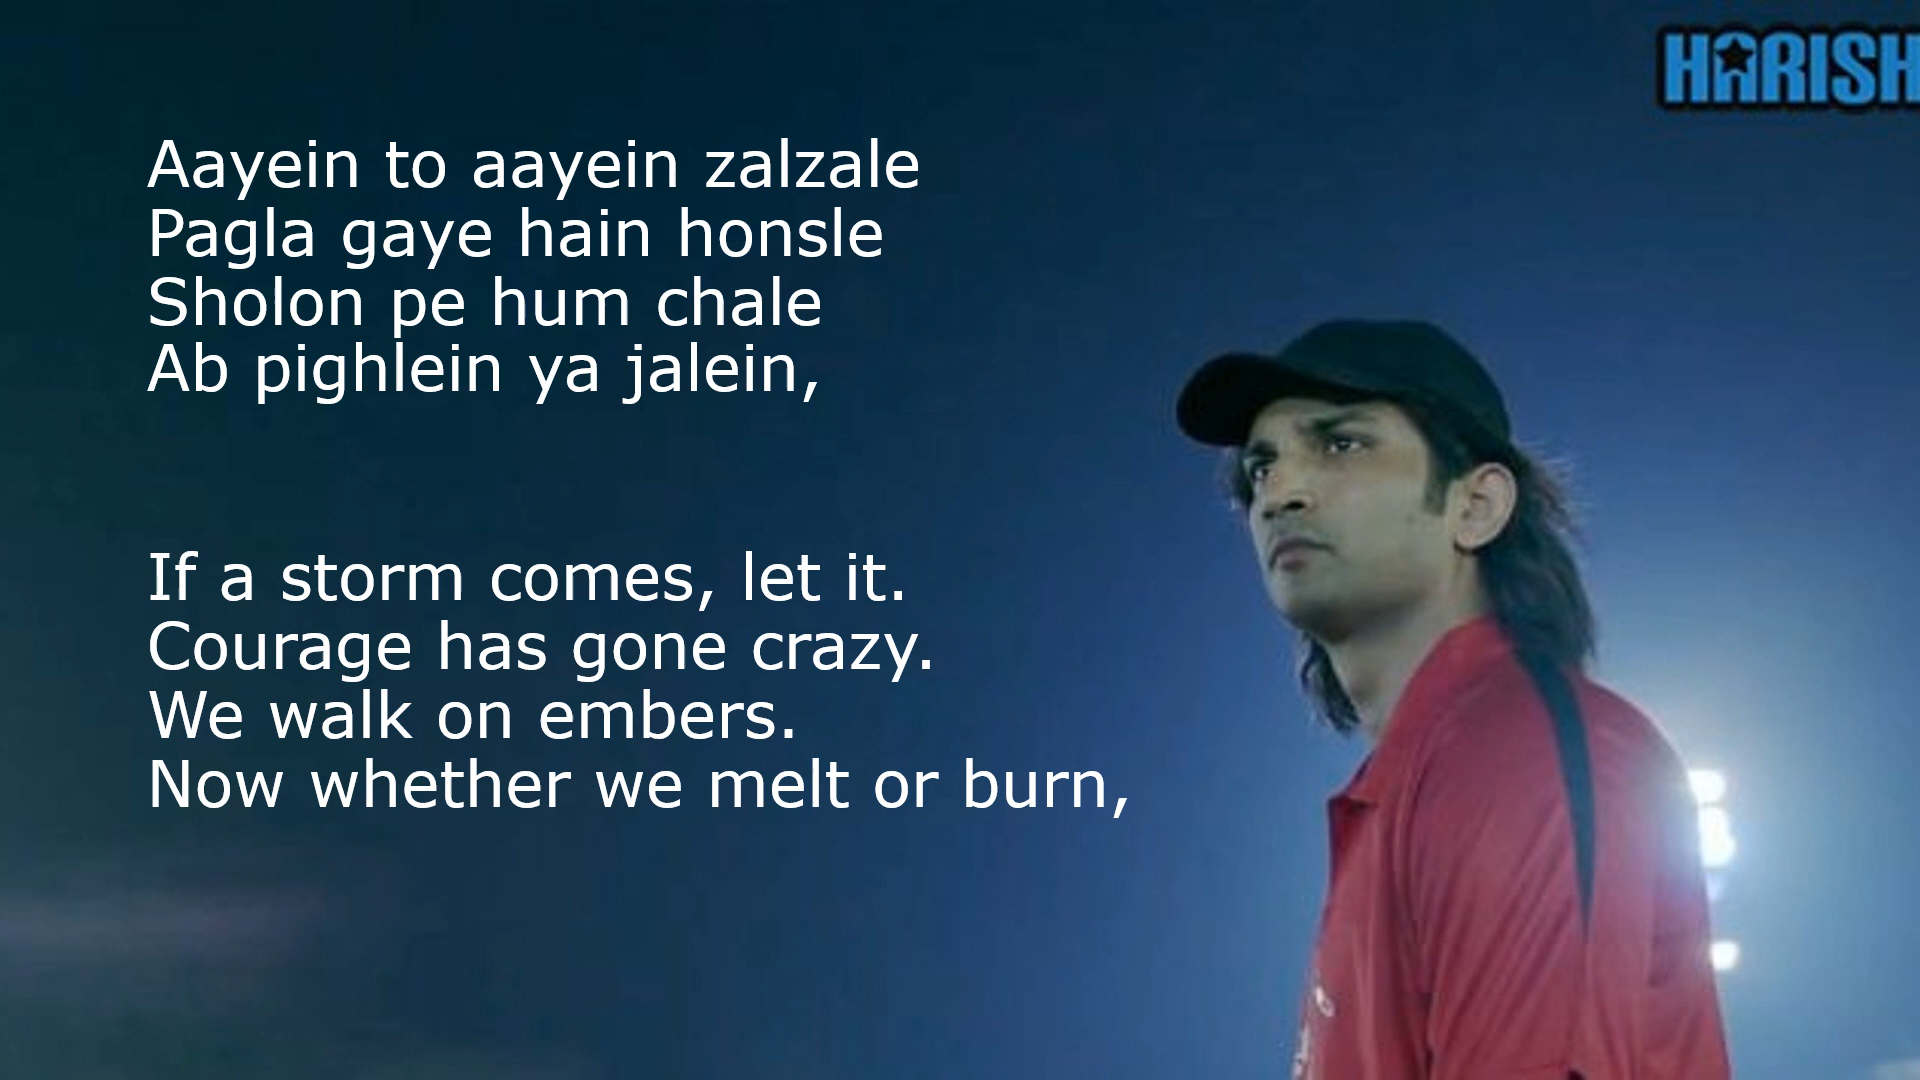 HARISH
Aayein to aayein zalzale
Pagla gaye hain honsle
Sholon pe hum chale
Ab pighlein ya jalein,
If a storm comes, let it.
Courage has gone crazy.
We walk on embers.
Now whether we melt or burn,